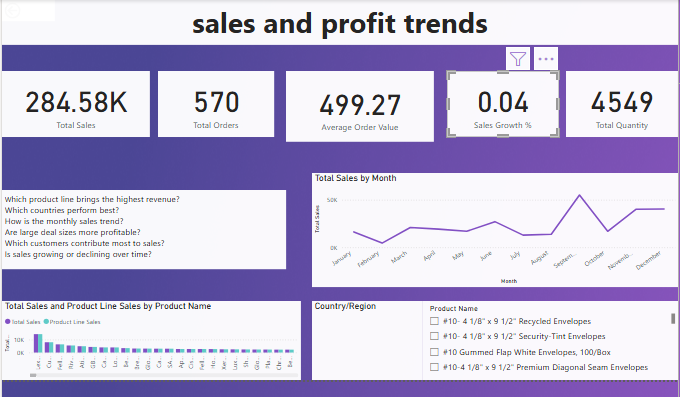 sales and profit trends
284.58K
Total Sales
570
Total Orders
499.27
Average Order Value
0.04
Sales Growth %
4549
Total Quantity
Which product line brings the highest revenue?
Which countries perform best?
How is the monthly sales trend?
Are large deal sizes more profitable?
Which customers contribute most to sales?
Is sales growing or declining over time?
Total Sales by Month
Total Sales
50K
0K
January
February
March
April
May
June
July
August
Septem...
October
Novemb...
December
Month
Total Sales and Product Line Sales by Product Name
Total Sales
Product Line Sales
Total...
10K
0K
Country/Region
Product Name
#10- 4 1/8" x 9 1/2" Recycled Envelopes
#10- 4 1/8" x 9 1/2" Security-Tint Envelopes
#10 Gummed Flap White Envelopes, 100/Box
#10-4 1/8" x 9 1/2" Premium Diagonal Seam Envelopes